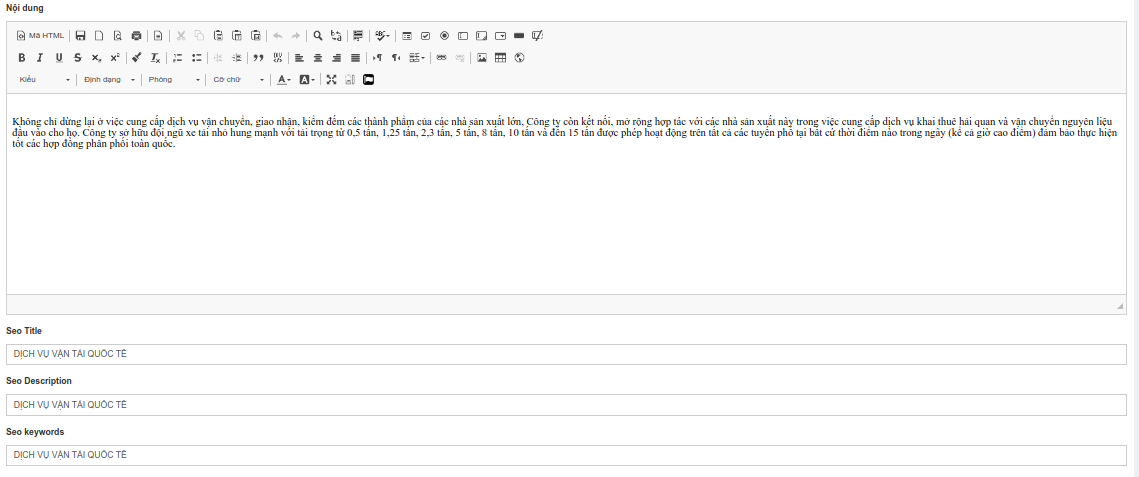 Nội dung
Mã HTML
Kiểu Định dạng Phông Cỡ chữ
Không chỉ dừng lại ở việc cung cấp dịch vụ vận chuyển, giao nhận, kiểm đếm các thành phẩm của các nhà sản xuất lớn, Công ty còn kết nối, mở rộng hợp tác với các nhà sản xuất này trong việc cung cấp dịch vụ khai thuê hải quan và vận chuyển nguyên liệu
đầu vào cho họ. Công ty sở hữu đội ngũ xe tải nhỏ hung mạnh với tải trọng từ 0,5 tấn, 1,25 tấn, 2,3 tấn, 5 tấn, 8 tấn, 10 tấn và đến 15 tấn được phép hoạt động trên tất cả các tuyến phố tại bất cứ thời điểm nào trong ngày (kể cả giờ cao điểm) đảm bảo thực hiện
tốt các hợp đồng phân phối toàn quốc.
Seo Title
DỊCH VỤ VẬN TẢI QUỐC TẾ
Seo Description
DỊCH VỤ VẬN TẢI QUỐC TẾ
Seo keywords
DỊCH VỤ VẬN TẢI QUỐC TẾ